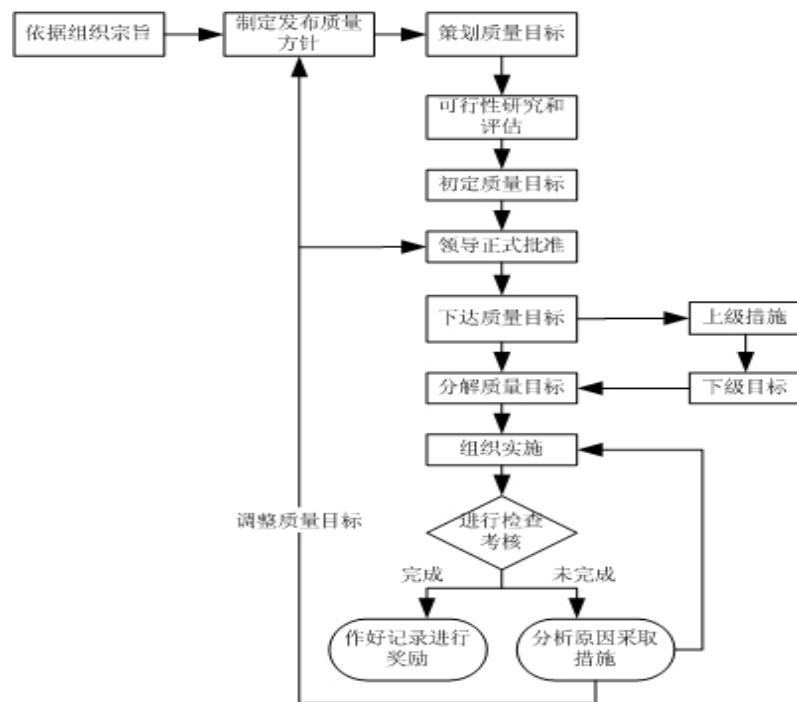 依据组织宗旨
制定发布质量
方针
策划质量目标
可行性研究和
评估
初定质量目标
领导正式批准
下达质量目标
上级措施
分解质量目标
下级目标
组织实施
调整质量目标
进行检查
考核
完成
未完成
作好记录进行
奖励
分析原因采取
措施